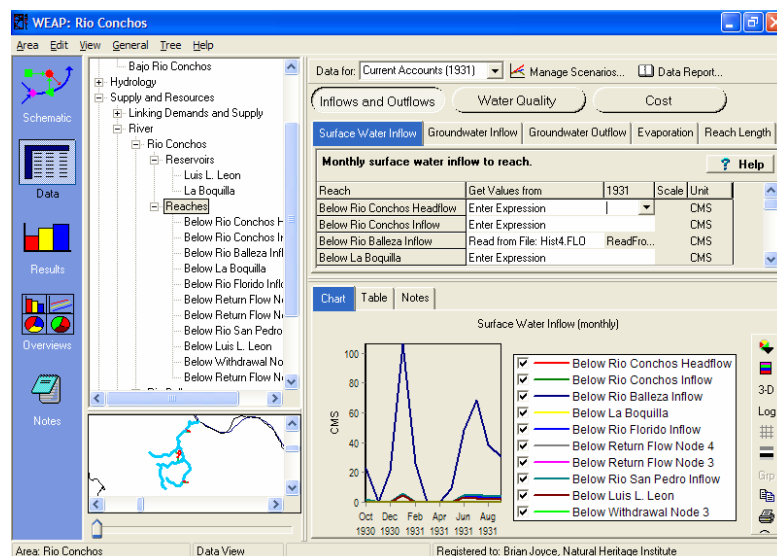 WEAP: Rio Conchos
Area Edit View General Tree Help
Schematic
Data
Results
Overviews
Notes
Bajo Rio Conchos
Hydrology
Supply and Resources
Linking Demands and Supply
River
Rio Conchos
Reservoirs
Luis L. Leon
La Boquilla
Reaches
Below Rio Conchos H
Below Rio Conchos Ir
Below Rio Balleza Infl
Below La Boquilla
Below Rio Florido Infl
Below Return Flow No
Below Return Flow No
Below Rio San Pedro
Below Luis L. Leon
Below Withdrawal No
Below Return Flow N
Data for: Current Accounts (1931) Manage Scenarios... Data Report...
Inflows and Outflows Water Quality Cost
Surface Water Inflow Groundwater Inflow Groundwater Outflow Evaporation Reach Length
Monthly surface water inflow to reach. ? Help
Reach Get Values from 1931 Scale Unit
Below Rio Conchos Headflow Enter Expression CMS
Below Rio Conchos Inflow Enter Expression CMS
Below Rio Balleza Inflow Read from File: Hist4.FLO ReadFro... CMS
Below La Boquilla Enter Expression CMS
Chart Table Notes
Surface Water Inflow (monthly)
CMS
100
80
60
40
20
0
Oct Dec Feb Apr Jun Aug
1930 1930 1931 1931 1931 1931
Below Rio Conchos Headflow
Below Rio Conchos Inflow
Below Rio Balleza Inflow
Below La Boquilla
Below Rio Florido Inflow
Below Return Flow Node 4
Below Return Flow Node 3
Below Rio San Pedro Inflow
Below Luis L. Leon
Below Withdrawal Node 3
3-D
Log
Grp
Area: Rio Conchos Data View Registered to: Brian Joyce, Natural Heritage Institute